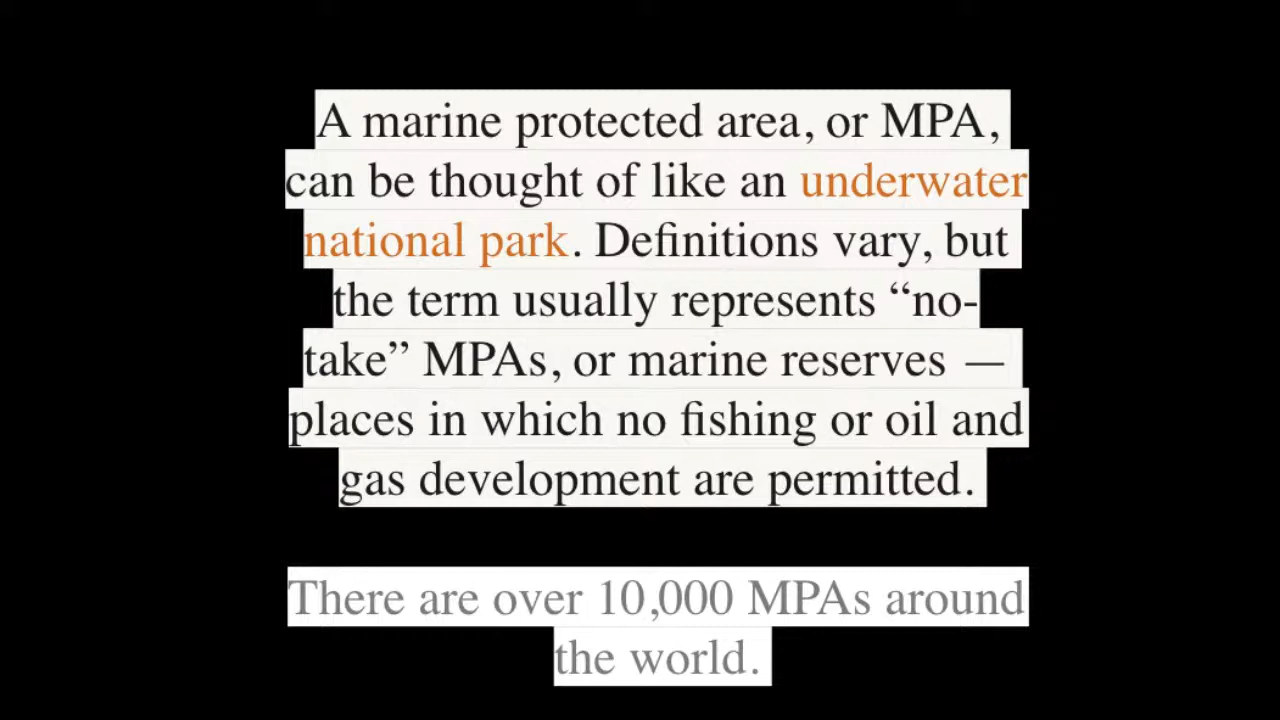 A marine protected area, or MPA,
can be thought of like an underwater
national park. Definitions vary, but
the term usually represents “no-
take” MPAs, or marine reserves —
places in which no fishing or oil and
gas development are permitted.
There are over 10,000 MPAs around
the world.